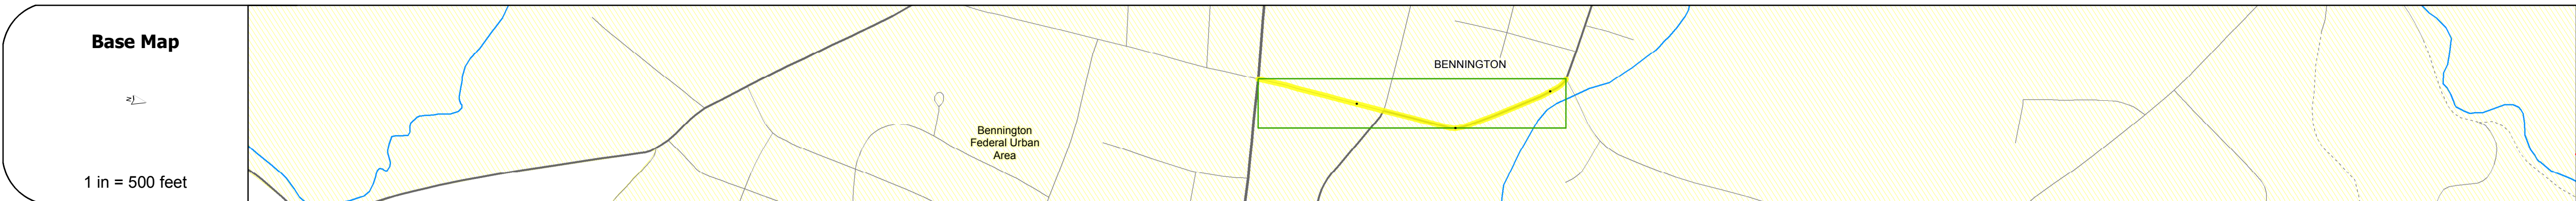 Base Map
N
1 in = 500 feet
Bennington
Federal Urban
Area
BENNINGTON